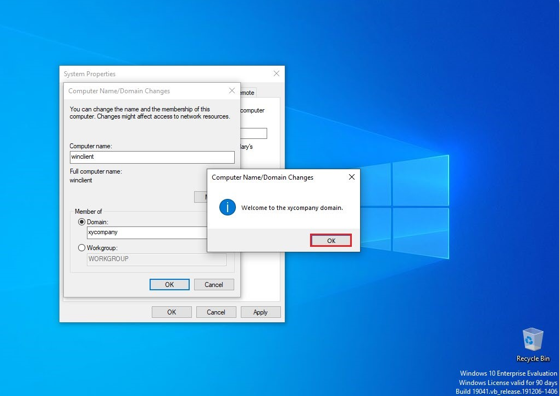 System Properties
Computer Name/Domain Changes
You can change the name and the membership of this
computer. Changes might affect access to network resources.
Computer name:
winclient
Full computer name:
winclient
Member of
Domain:
xycompany
Workgroup:
WORKGROUP
OK
Cancel
OK
Cancel
Apply
Computer Name/Domain Changes
Welcome to the xycompany domain.
OK
Recycle Bin
Windows 10 Enterprise Evaluation
Windows License valid for 90 days
Build 19041.vb_release.191206-1406